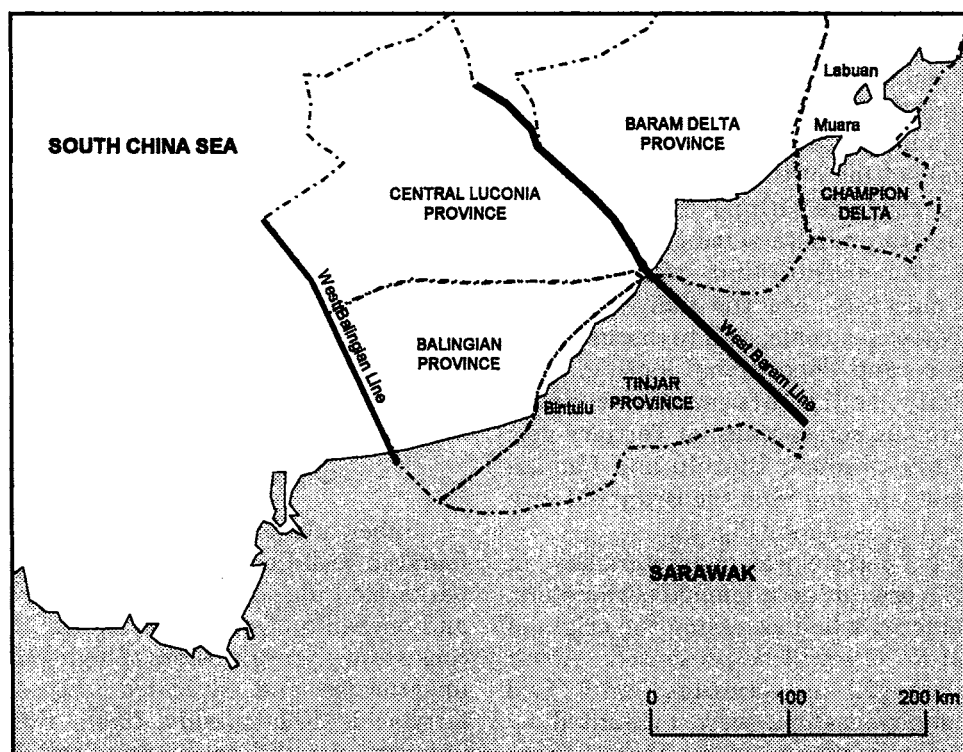 Labuan
SOUTH CHINA SEA
BARAM DELTA
PROVINCE
Muara
CENTRAL LUCONIA
PROVINCE
CHAMPION
DELTA
West Balingian Line
BALINGIAN
PROVINCE
West Baram Line
TINJAR
PROVINCE
Bintulu
SARAWAK
0 100 200 km